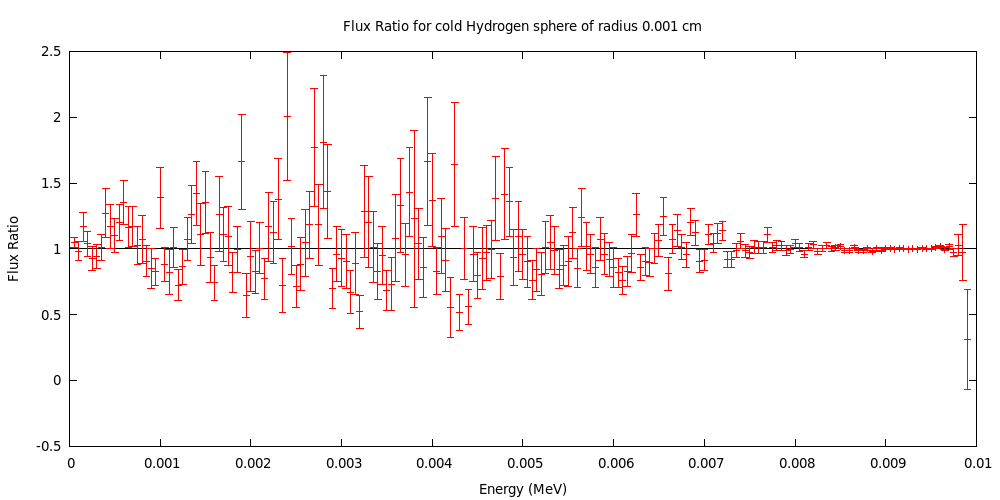 Flux Ratio for cold Hydrogen sphere of radius 0.001 cm
2.5
2
1.5
1
0.5
0
-0.5
Flux Ratio
0 0.001 0.002 0.003 0.004 0.005 0.006 0.007 0.008 0.009 0.01
Energy (MeV)